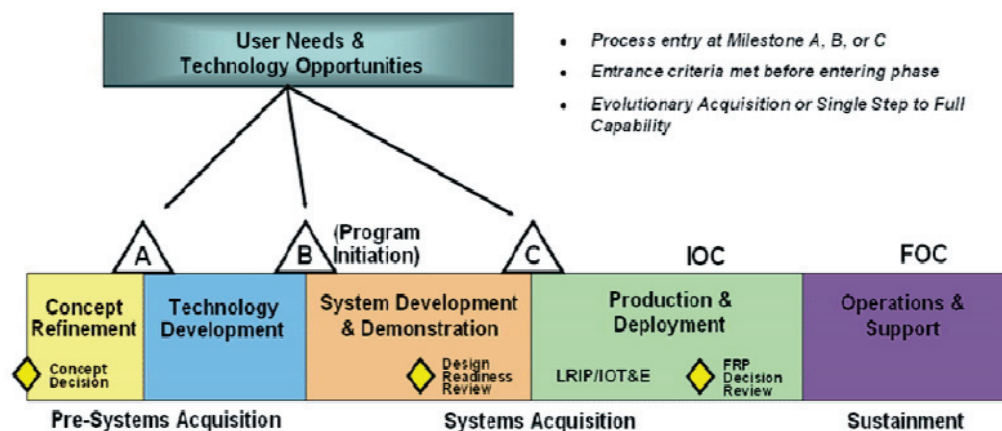 User Needs &
Technology Opportunities
• Process entry at Milestone A, B, or C
• Entrance criteria met before entering phase
• Evolutionary Acquisition or Single Step to Full
Capability
A
B
(Program
Initiation)
C
IOC
FOC
Concept
Refinement
Technology
Development
System Development
& Demonstration
Production &
Deployment
Operations &
Support
Concept
Decision
Design
Readiness
Review
LRIP/IOT&E
FRP
Decision
Review
Pre-Systems Acquisition
Systems Acquisition
Sustainment